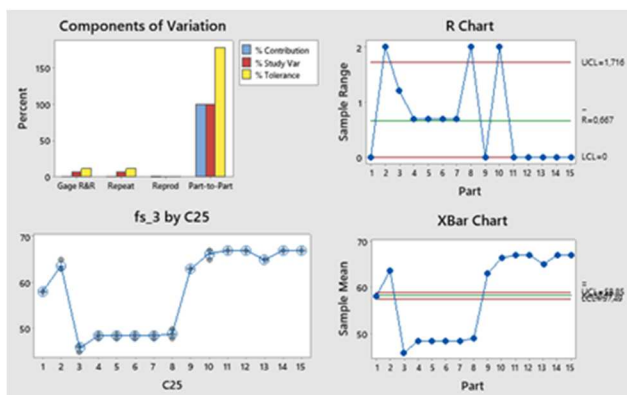 Components of Variation
% Contribution
% Study Var
% Tolerance
Percent
150
100
50
0
Gage R&R Repeat Reprod Part-to-Part
R Chart
Sample Range
2
1
0
UCL=1,716
R=0,667
LCL=0
1 2 3 4 5 6 7 8 9 10 11 12 13 14 15
Part
fs_3 by C25
70
60
50
1 2 3 4 5 6 7 8 9 10 11 12 13 14 15
C25
XBar Chart
Sample Mean
70
60
50
1 2 3 4 5 6 7 8 9 10 11 12 13 14 15
Part